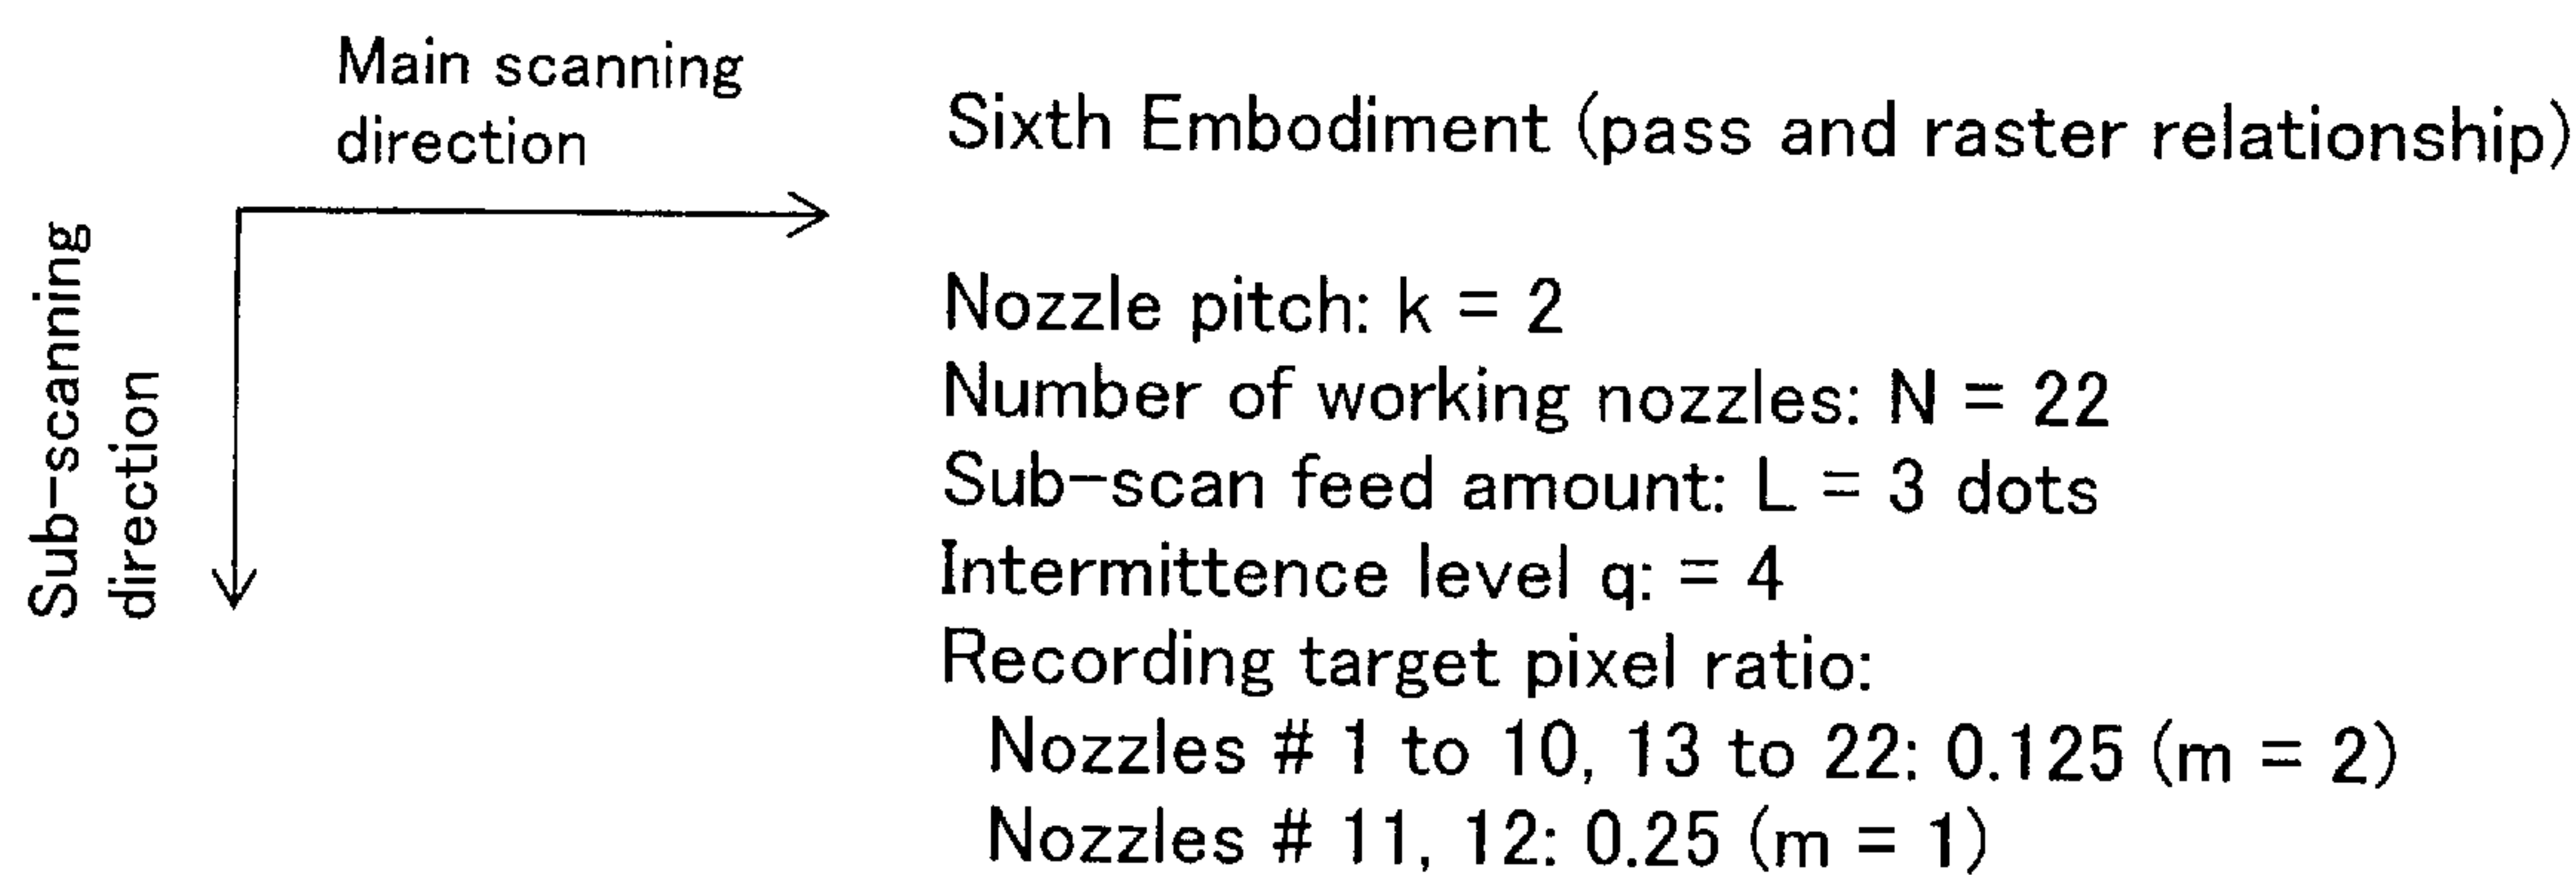 Main scanning
direction
Sub-scanning
direction
Sixth Embodiment (pass and raster relationship)
Nozzle pitch: k = 2
Number of working nozzles: N = 22
Sub-scan feed amount: L = 3 dots
Intermittence level q: = 4
Recording target pixel ratio:
Nozzles # 1 to 10, 13 to 22: 0.125 (m = 2)
Nozzles # 11, 12: 0.25 (m = 1)